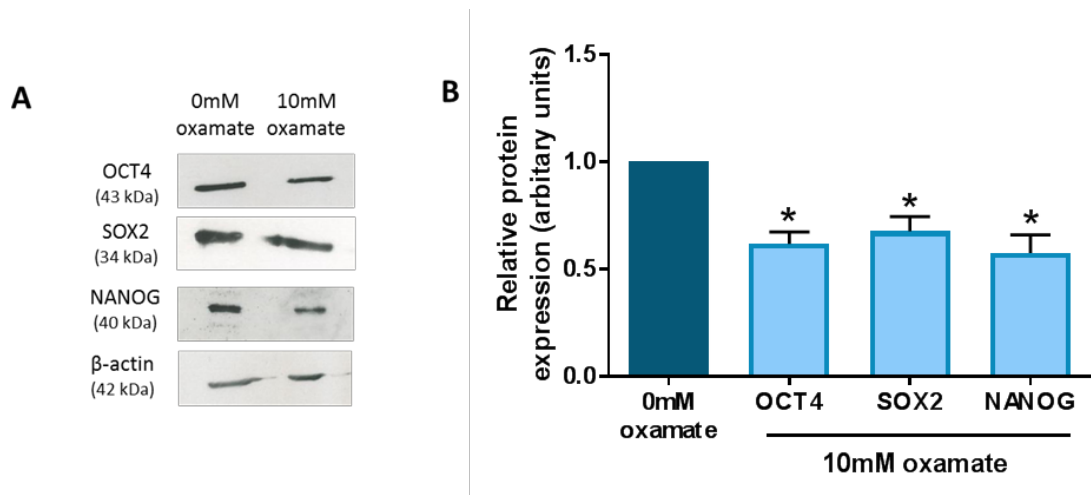 A
0mM 10mM
oxamate oxamate
OCT4
(43 kDa)
SOX2
(34 kDa)
NANOG
(40 kDa)
β-actin
(42 kDa)
B
Relative protein
expression (arbitary units)
1.5
1.0
0.5
0.0
* * *
0mM
oxamate
OCT4 SOX2 NANOG
10mM oxamate